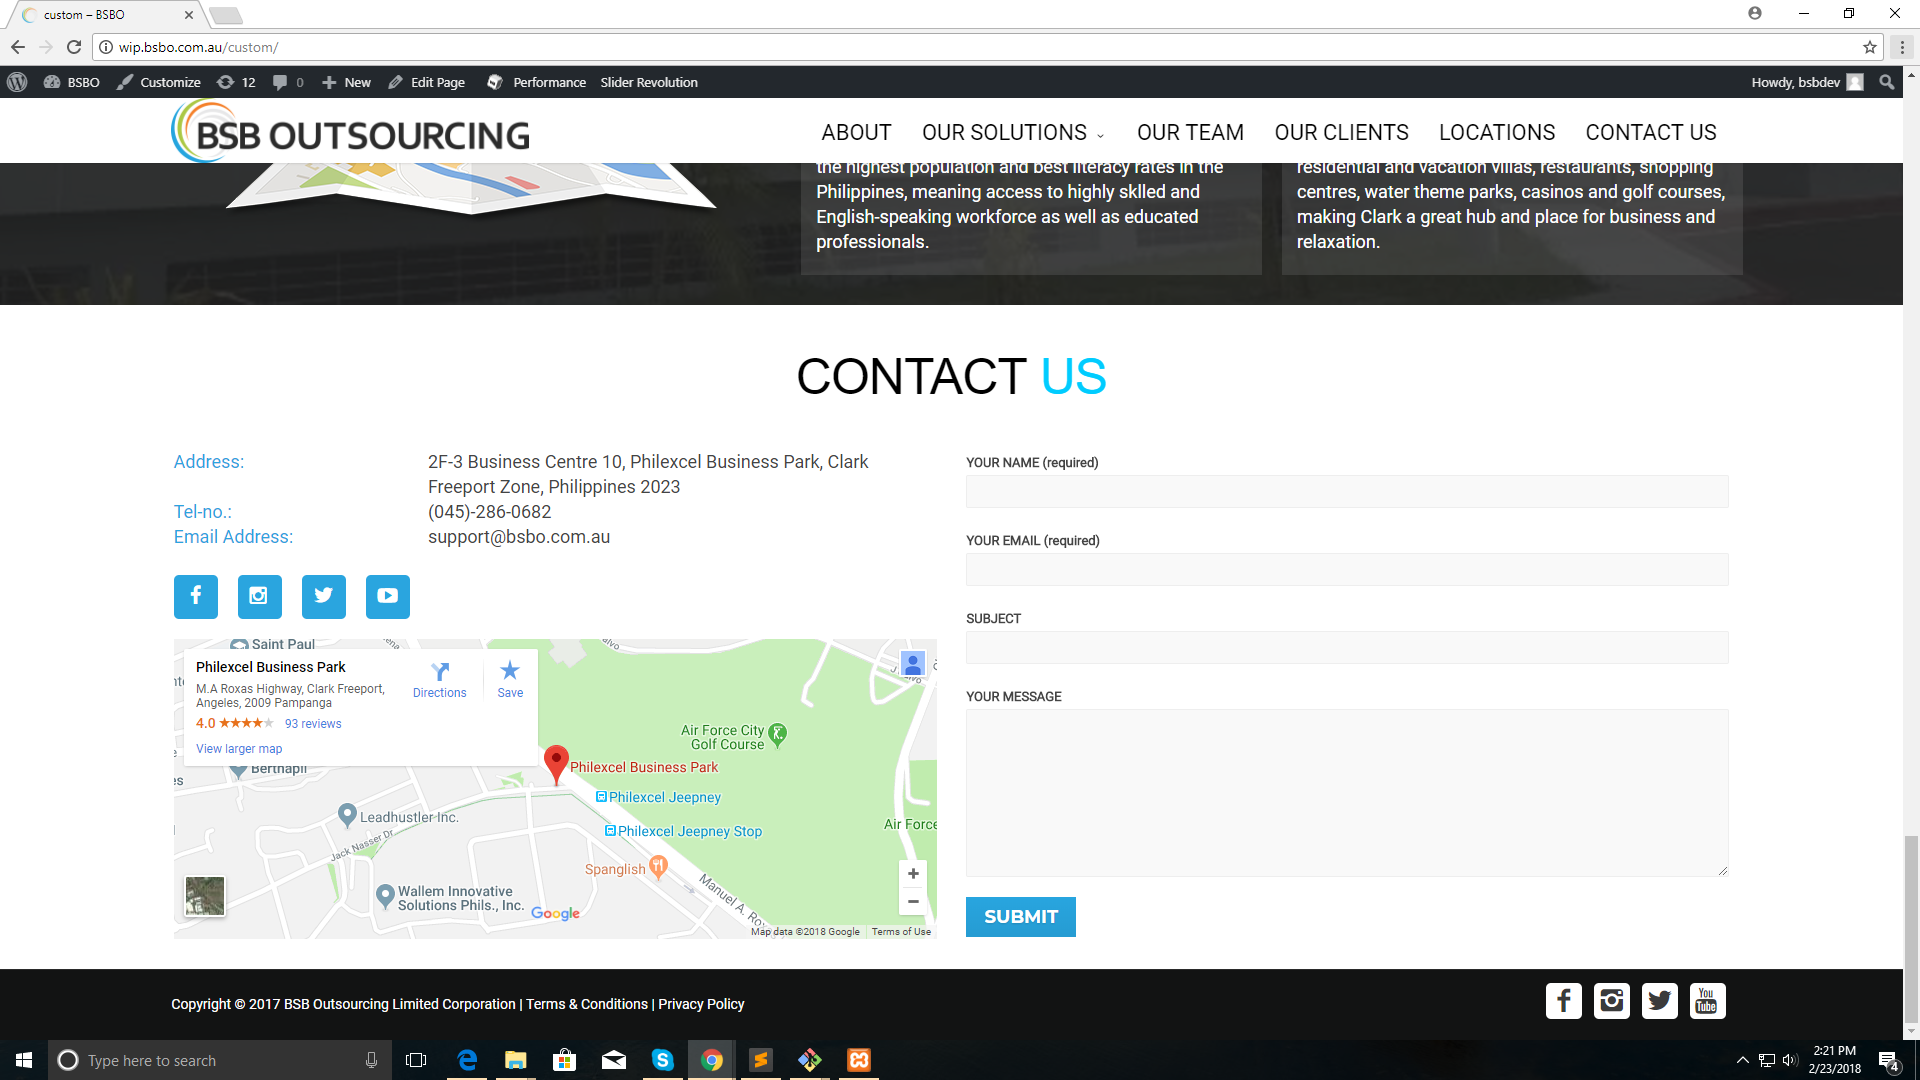 custom – BSBO
wip.bsbo.com.au/custom/
BSBO
Customize
12
0
New
Edit Page
Performance
Slider Revolution
Howdy, bsbdev
BSB OUTSOURCING
ABOUT
OUR SOLUTIONS
OUR TEAM
OUR CLIENTS
LOCATIONS
CONTACT US
the highest population and best literacy rates in the
Philippines, meaning access to highly sklled and
English-speaking workforce as well as educated
professionals.
residential and vacation villas, restaurants, shopping
centres, water theme parks, casinos and golf courses,
making Clark a great hub and place for business and
relaxation.
CONTACT US
Address:
2F-3 Business Centre 10, Philexcel Business Park, Clark
Freeport Zone, Philippines 2023
Tel-no.:
(045)-286-0682
Email Address:
support@bsbo.com.au
Saint Paul
Philexcel Business Park
M.A Roxas Highway, Clark Freeport,
Angeles, 2009 Pampanga
4.0
93 reviews
View larger map
Directions
Save
Berthaphil
Air Force City
Golf Course
Philexcel Business Park
Philexcel Jeepney
Philexcel Jeepney Stop
Air Force
Leadhustler Inc.
Jack Nasser Dr
Spanglish
Wallem Innovative
Solutions Phils., Inc.
Manuel A. Rox
Google
Map data ©2018 Google
Terms of Use
YOUR NAME (required)
YOUR EMAIL (required)
SUBJECT
YOUR MESSAGE
SUBMIT
Copyright © 2017 BSB Outsourcing Limited Corporation | Terms & Conditions | Privacy Policy
You
Tube
Type here to search
2:21 PM
2/23/2018
4